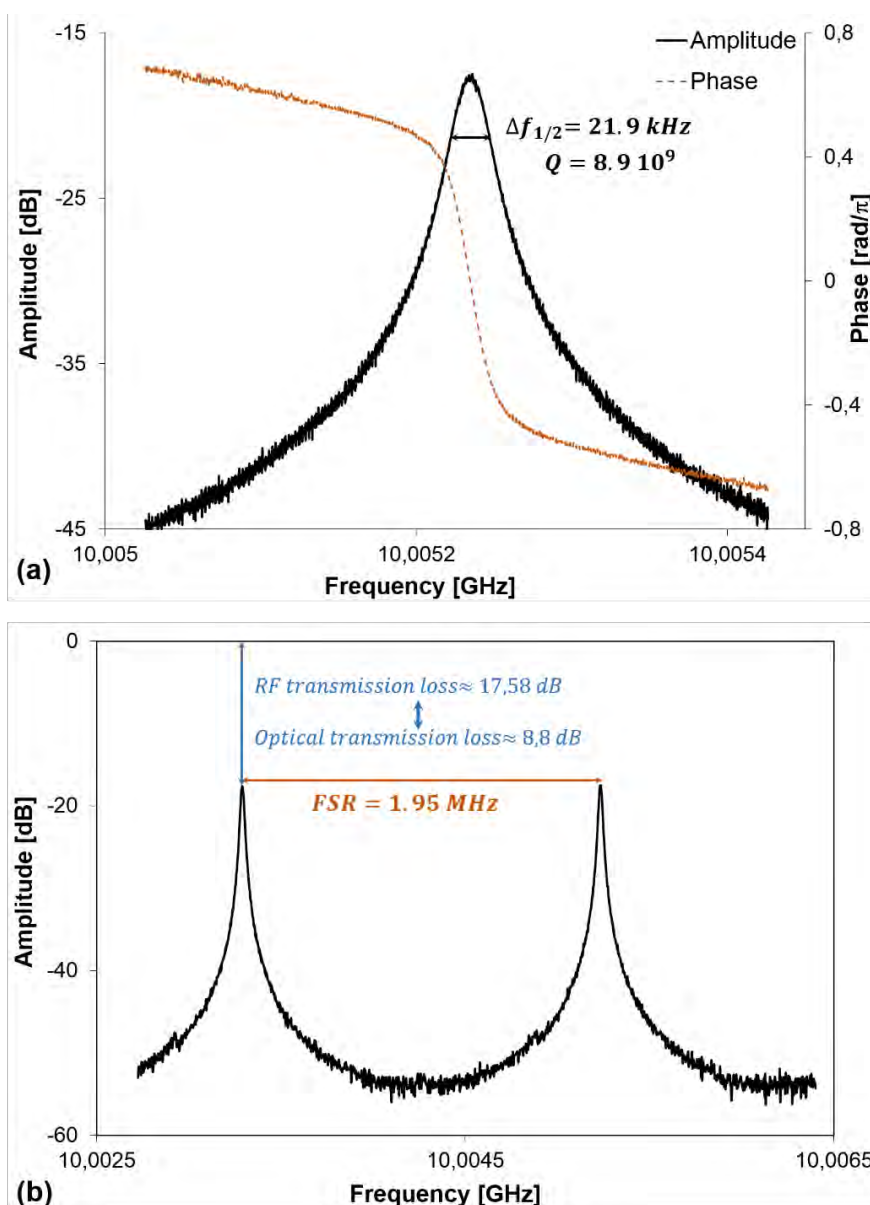 -15
-25
-35
-45
Amplitude [dB]
Amplitude
Phase
Δf1/2 = 21.9 kHz
Q = 8.9 10⁹
0,8
0,4
0
-0,4
-0,8
Phase [rad/π]
10,005
10,0052
10,0054
Frequency [GHz]
(a)
0
-20
-40
-60
Amplitude [dB]
RF transmission loss≈ 17,58 dB
Optical transmission loss≈ 8,8 dB
FSR = 1.95 MHz
10,0025
10,0045
10,0065
Frequency [GHz]
(b)